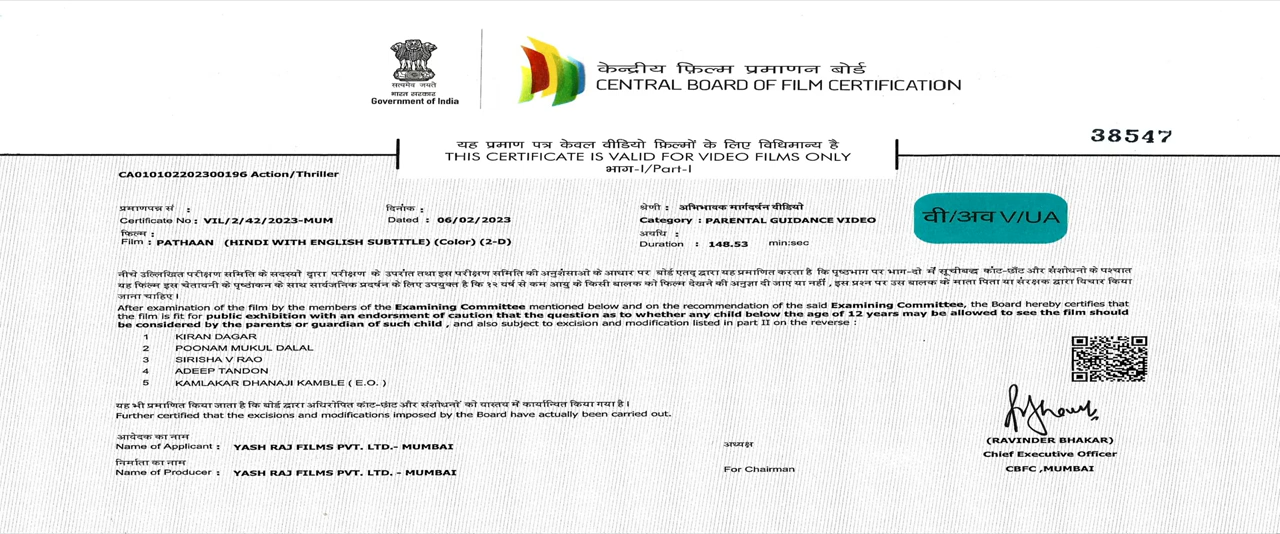 सत्यमेव जयते
भारत सरकार
Government of India
केन्द्रीय फ़िल्म प्रमाणन बोर्ड
CENTRAL BOARD OF FILM CERTIFICATION
यह प्रमाण पत्र केवल वीडियो फ़िल्मों के लिए विधिमान्य है
THIS CERTIFICATE IS VALID FOR VIDEO FILMS ONLY
भाग-I/Part-I
38547
CA010102202300196 Action/Thriller
प्रमाणपत्र सं :
Certificate No : VIL/2/42/2023-MUM
दिनांक :
Dated : 06/02/2023
श्रेणी : अभिभावक मार्गदर्शन वीडियो
Category : PARENTAL GUIDANCE VIDEO
वी/अव V/UA
फिल्म :
Film : PATHAAN (HINDI WITH ENGLISH SUBTITLE) (Color) (2-D)
अवधि :
Duration : 148.53 min:sec
नीचे उल्लिखित परीक्षण समिति के सदस्यों द्वारा परीक्षण के उपरांत तथा इस परीक्षण समिति की अनुशंसाओं के आधार पर बोर्ड एतद् द्वारा यह प्रमाणित करता है कि पृष्ठभाग पर भाग-दो में सूचीबद्ध कांट-छाँट और संशोधनों के पश्चात
यह फिल्म इस चेतावनी के पृष्ठांकन के साथ सार्वजनिक प्रदर्शन के लिए उपयुक्त है कि १२ वर्ष से कम आयु के किसी बालक को फिल्म देखने की अनुज्ञा दी जाए या नहीं , इस प्रश्न पर उस बालक के माता पिता या संरक्षक द्वारा विचार किया
जाना चाहिए ।
After examination of the film by the members of the Examining Committee mentioned below and on the recommendation of the said Examining Committee, the Board hereby certifies that
the film is fit for public exhibition with an endorsment of caution that the question as to whether any child below the age of 12 years may be allowed to see the film should
be considered by the parents or guardian of such child , and also subject to excision and modification listed in part II on the reverse :
1 KIRAN DAGAR
2 POONAM MUKUL DALAL
3 SIRISHA V RAO
4 ADEEP TANDON
5 KAMLAKAR DHANAJI KAMBLE ( E.O. )
यह भी प्रमाणित किया जाता है कि बोर्ड द्वारा अधिरोपित कांट-छांट और संशोधनों को वास्तव में कार्यान्वित किया गया है ।
Further certified that the excisions and modifications imposed by the Board have actually been carried out.
आवेदक का नाम
Name of Applicant : YASH RAJ FILMS PVT. LTD.- MUMBAI
निर्माता का नाम
Name of Producer : YASH RAJ FILMS PVT. LTD. - MUMBAI
अध्यक्ष
For Chairman
(RAVINDER BHAKAR)
Chief Executive Officer
CBFC ,MUMBAI